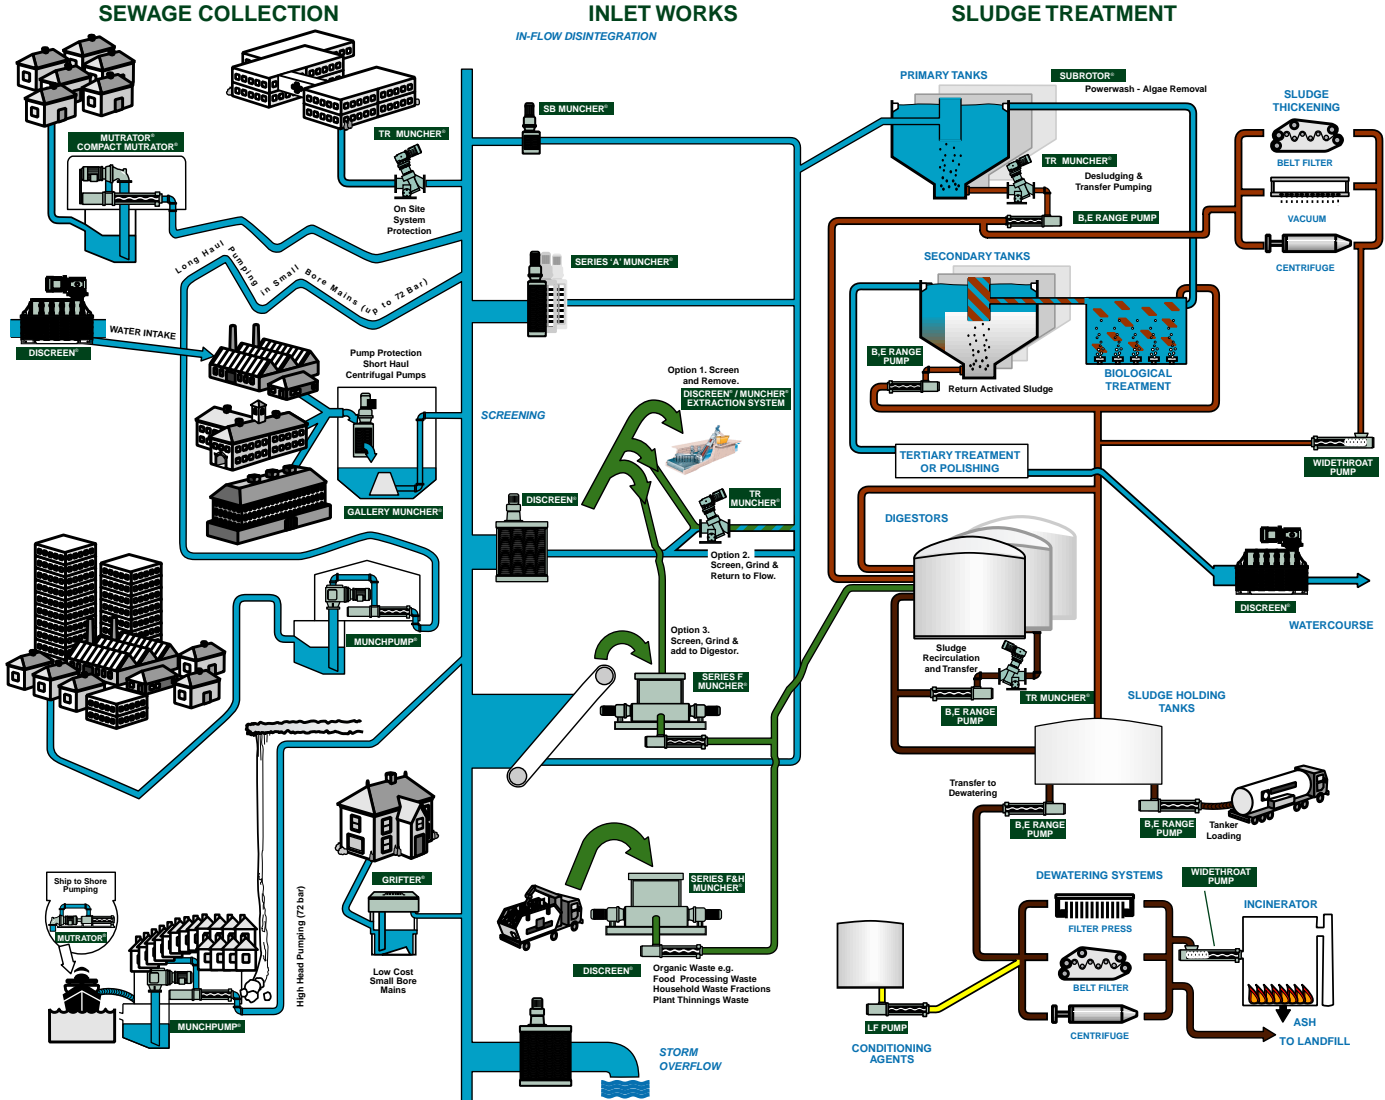 SEWAGE COLLECTION
INLET WORKS
SLUDGE TREATMENT
IN-FLOW DISINTEGRATION
MUTRATOR®
COMPACT MUTRATOR®
TR MUNCHER®
On Site
System
Protection
Long Haul Pumping in Small Bore Mains (up to 72 Bar)
WATER INTAKE
DISCREEN®
Pump Protection
Short Haul
Centrifugal Pumps
GALLERY MUNCHER®
MUNCHPUMP®
High Head Pumping (72 bar)
Ship to Shore
Pumping
MUTRATOR®
MUNCHPUMP®
GRIFTER®
Low Cost
Small Bore
Mains
SB MUNCHER®
SERIES 'A' MUNCHER®
SCREENING
Option 1. Screen
and Remove.
DISCREEN® / MUNCHER®
EXTRACTION SYSTEM
DISCREEN®
TR
MUNCHER®
Option 2.
Screen, Grind &
Return to Flow.
Option 3.
Screen, Grind &
add to Digestor.
SERIES F
MUNCHER®
SERIES F&H
MUNCHER®
DISCREEN®
Organic Waste e.g.
Food Processing Waste
Household Waste Fractions
Plant Thinnings Waste
STORM
OVERFLOW
PRIMARY TANKS
SUBROTOR®
Powerwash - Algae Removal
TR MUNCHER®
Desludging &
Transfer Pumping
B,E RANGE PUMP
SLUDGE
THICKENING
BELT FILTER
VACUUM
CENTRIFUGE
SECONDARY TANKS
B,E RANGE
PUMP
Return Activated Sludge
BIOLOGICAL
TREATMENT
WIDETHROAT
PUMP
TERTIARY TREATMENT
OR POLISHING
DIGESTORS
Sludge
Recirculation
and Transfer
B,E RANGE
PUMP
TR MUNCHER®
DISCREEN®
WATERCOURSE
SLUDGE HOLDING
TANKS
Transfer to
Dewatering
B,E RANGE
PUMP
B,E RANGE
PUMP
Tanker
Loading
DEWATERING SYSTEMS
FILTER PRESS
BELT FILTER
CENTRIFUGE
WIDETHROAT
PUMP
INCINERATOR
ASH
TO LANDFILL
LF PUMP
CONDITIONING
AGENTS